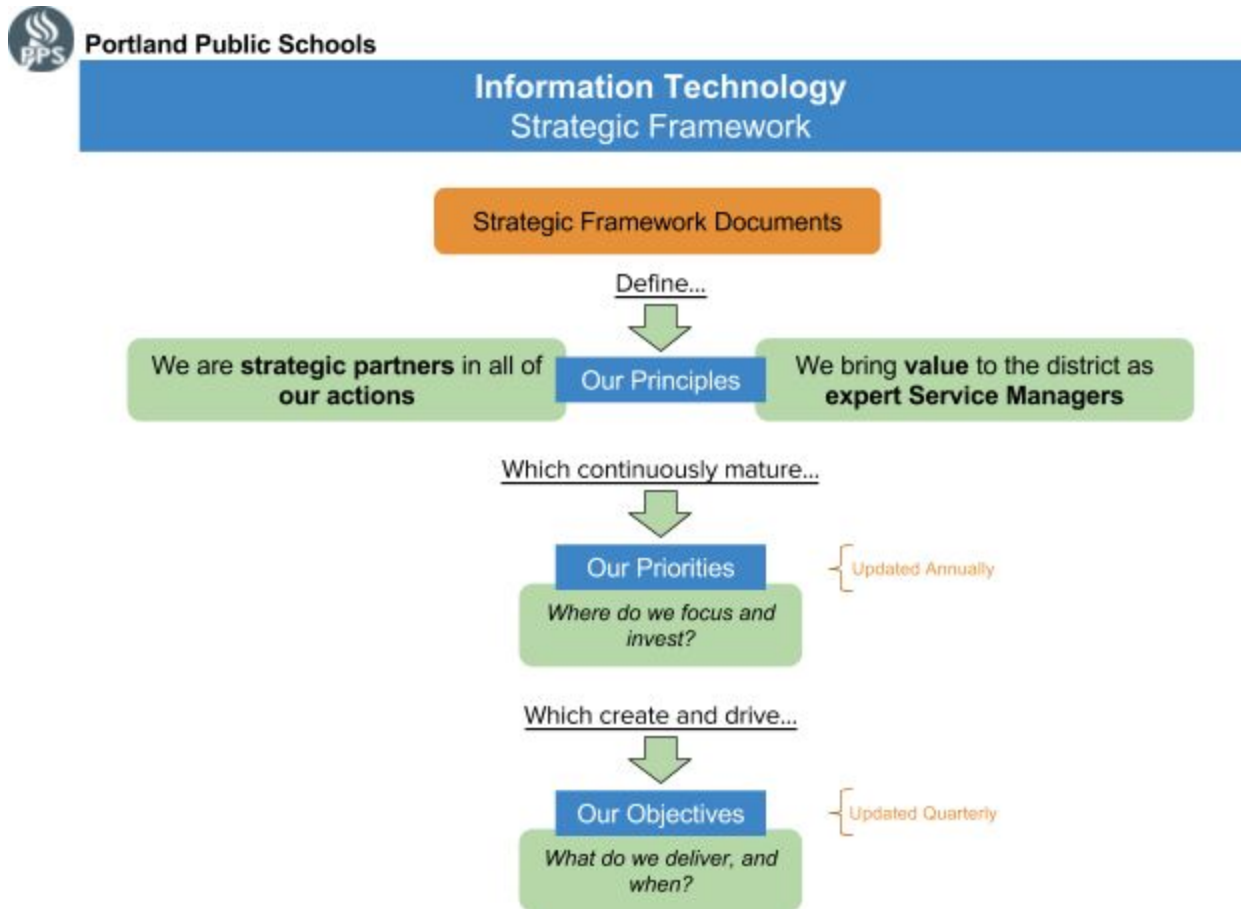 PPS
Portland Public Schools
Information Technology
Strategic Framework
Strategic Framework Documents
Define...
We are strategic partners in all of
our actions
Our Principles
We bring value to the district as
expert Service Managers
Which continuously mature...
Our Priorities
Updated Annually
Where do we focus and
invest?
Which create and drive...
Our Objectives
Updated Quarterly
What do we deliver, and
when?